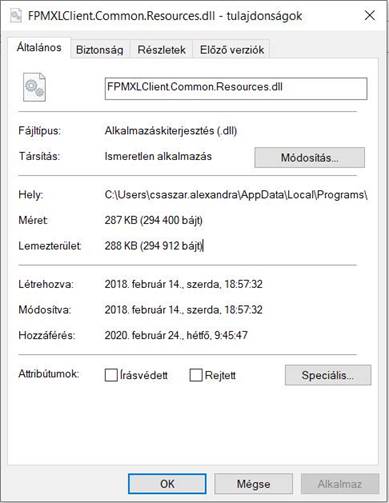 FPMXLClient.Common.Resources.dll - tulajdonságok
Általános Biztonság Részletek Előző verziók
FPMXLClient.Common.Resources.dll
Fájltípus: Alkalmazáskiterjesztés (.dll)
Társítás: Ismeretlen alkalmazás Módosítás...
Hely: C:\Users\csaszar.alexandra\AppData\Local\Programs\
Méret: 287 KB (294 400 bájt)
Lemezterület: 288 KB (294 912 bájt)
Létrehozva: 2018. február 14., szerda, 18:57:32
Módosítva: 2018. február 14., szerda, 18:57:32
Hozzáférés: 2020. február 24., hétfő, 9:45:47
Attribútumok: Írásvédett Rejtett Speciális...
OK Mégse Alkalmaz